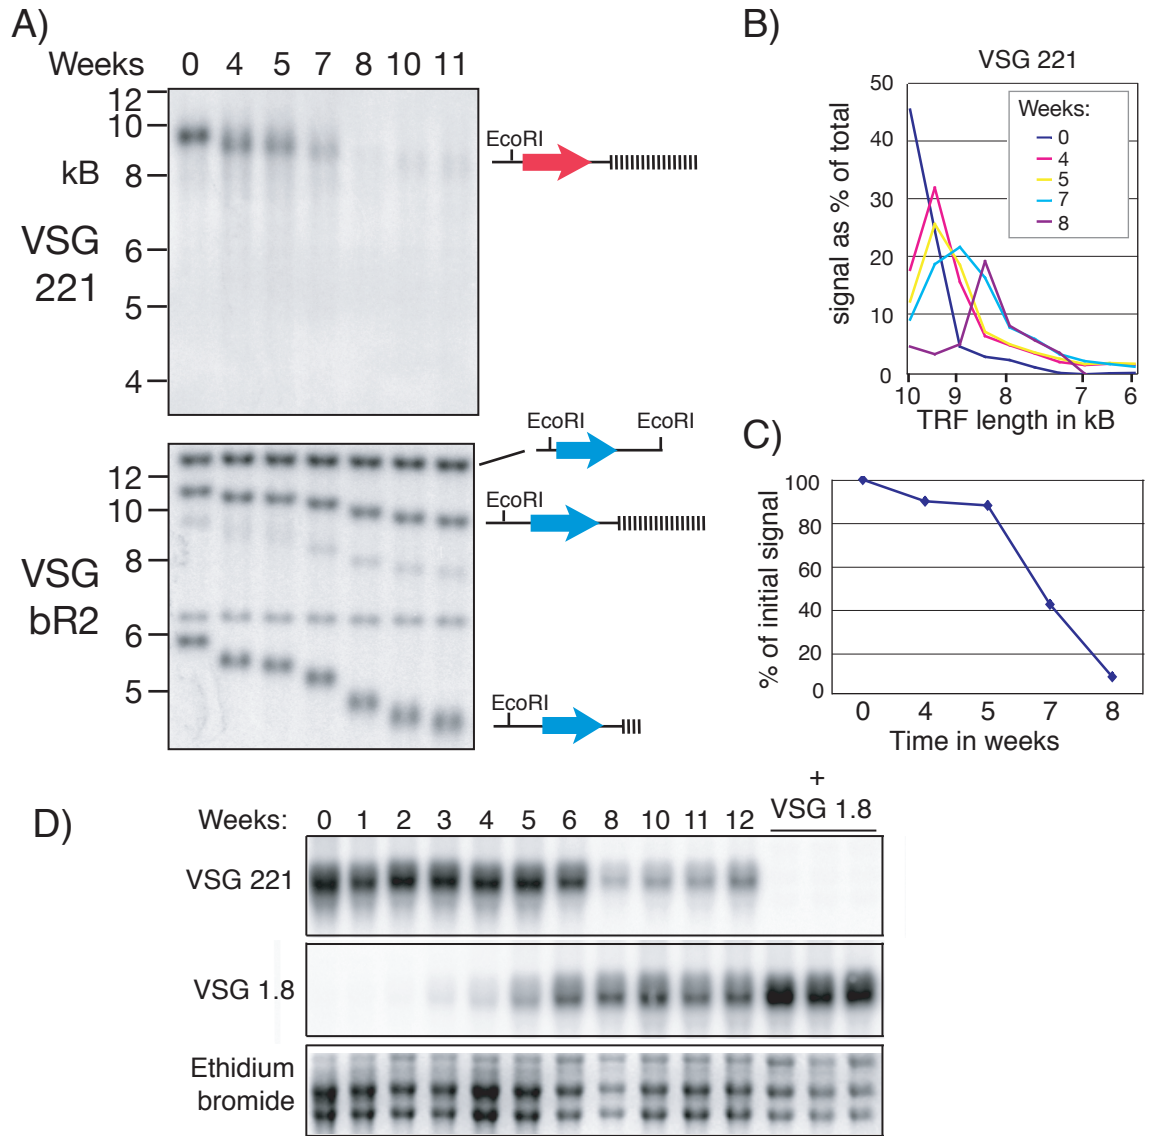 A)
Weeks 0 4 5 7 8 10 11
12
10
kB
8
VSG
221
6
5
4
EcoRI
12
10
8
VSG
bR2
6
5
EcoRI EcoRI
EcoRI
EcoRI
B)
VSG 221
signal as % of total
50
40
30
20
10
0
Weeks:
0
4
5
7
8
10 9 8 7 6
TRF length in kB
C)
% of initial signal
100
80
60
40
20
0
0 4 5 7 8
Time in weeks
D)
Weeks: 0 1 2 3 4 5 6 8 10 11 12
+
VSG 1.8
VSG 221
VSG 1.8
Ethidium
bromide